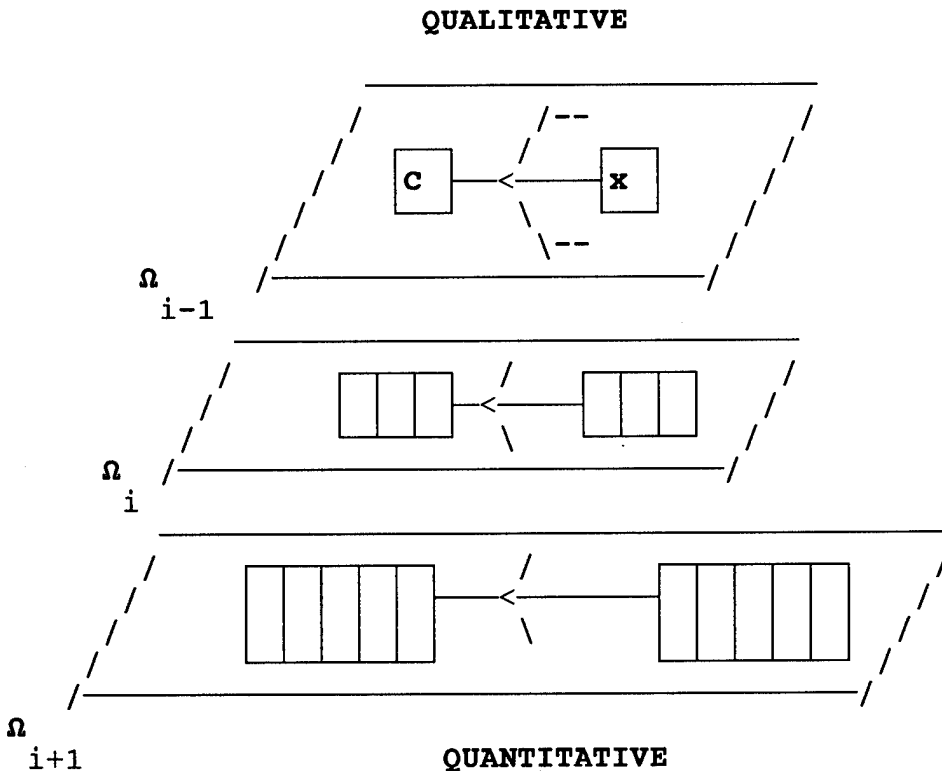 QUALITATIVE
C
x
Ω i-1
Ω i
Ω i+1
QUANTITATIVE